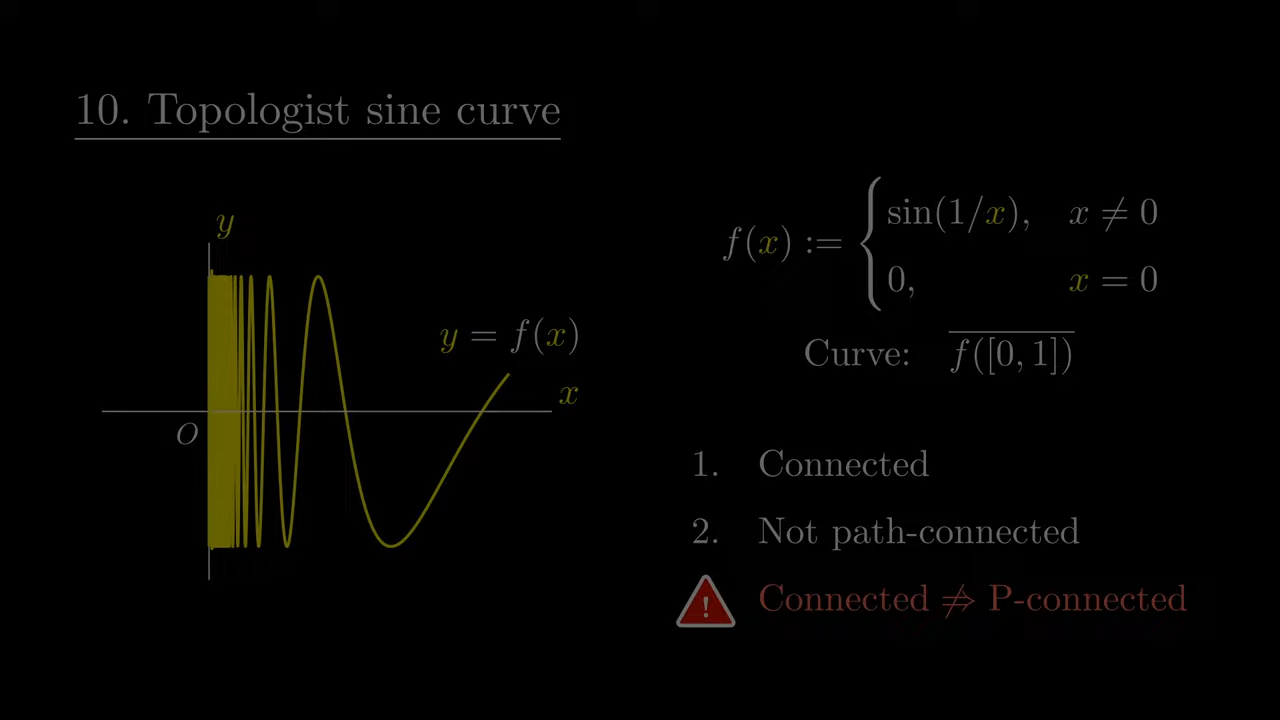 10. Topologist sine curve
y
y = f(x)
x
O
f(x) := { sin(1/x), x ≠ 0
0, x = 0
Curve: \overline{f([0, 1])}
1. Connected
2. Not path-connected
! Connected ⇏ P-connected